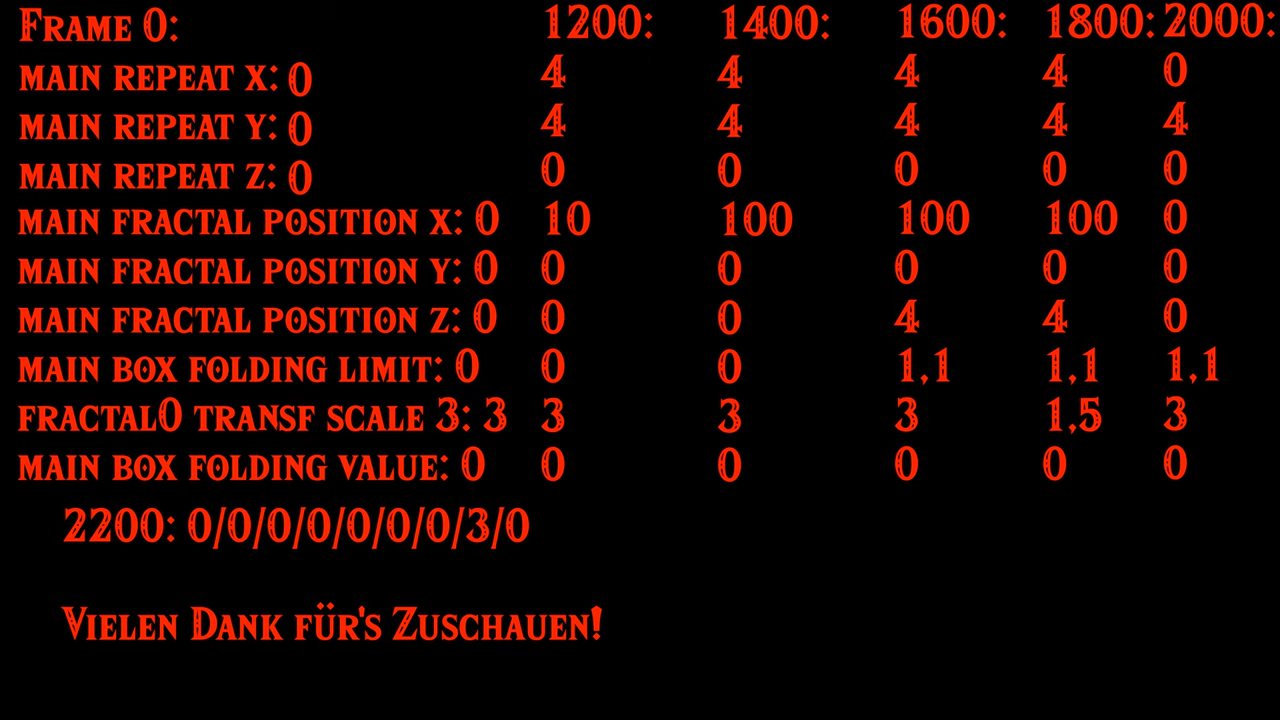 Frame 0: 1200: 1400: 1600: 1800: 2000:
main repeat x: 0 4 4 4 4 0
main repeat y: 0 4 4 4 4 4
main repeat z: 0 0 0 0 0 0
main fractal position x: 0 10 100 100 100 0
main fractal position y: 0 0 0 0 0 0
main fractal position z: 0 0 0 4 4 0
main box folding limit: 0 0 0 1,1 1,1 1,1
fractal0 transf scale 3: 3 3 3 3 1,5 3
main box folding value: 0 0 0 0 0 0
2200: 0/0/0/0/0/0/0/3/0
Vielen Dank für's Zuschauen!